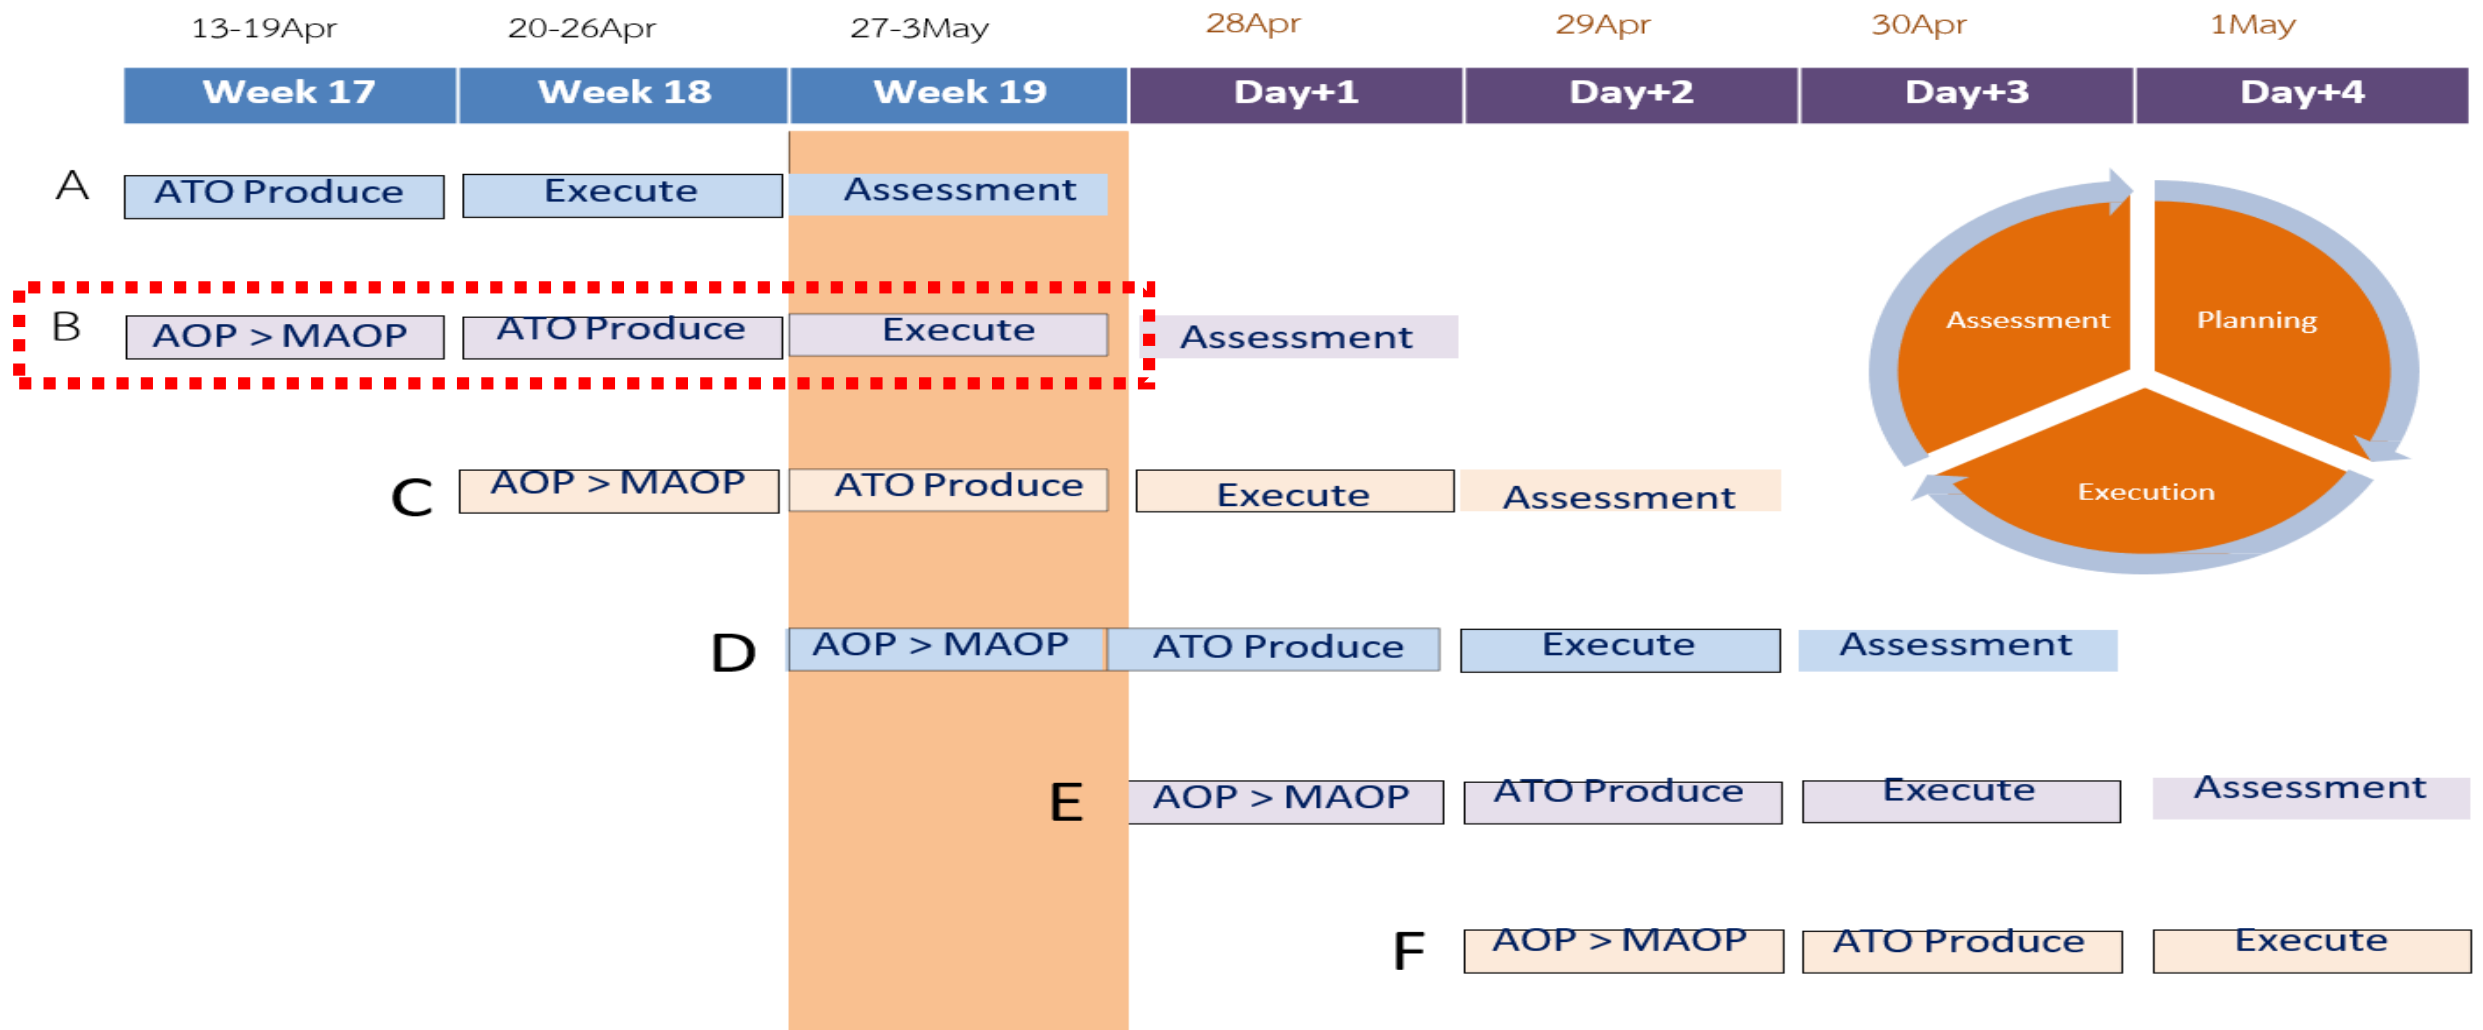 13-19Apr 20-26Apr 27-3May 28Apr 29Apr 30Apr 1May
Week 17 Week 18 Week 19 Day+1 Day+2 Day+3 Day+4
A ATO Produce Execute Assessment
B AOP > MAOP ATO Produce Execute Assessment
Assessment Planning
C AOP > MAOP ATO Produce Execute Assessment
Execution
D AOP > MAOP ATO Produce Execute Assessment
E AOP > MAOP ATO Produce Execute Assessment
F AOP > MAOP ATO Produce Execute